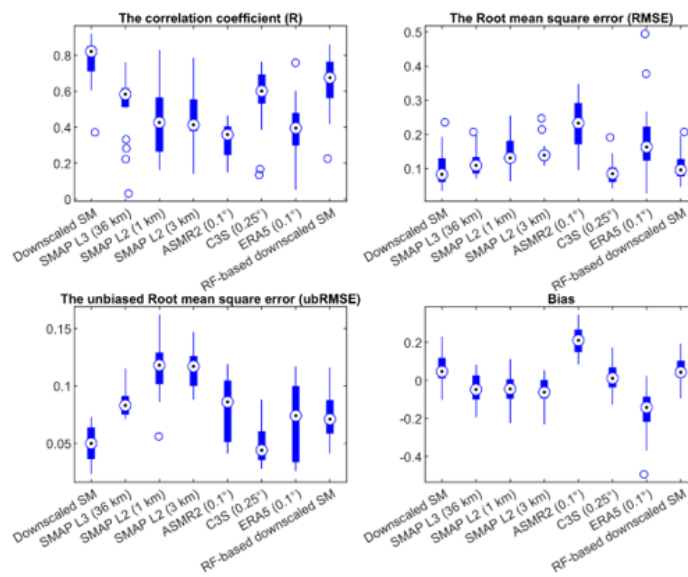 The correlation coefficient (R)
0.8
0.6
0.4
0.2
0
Downscaled SM
SMAP L3 (36 km)
SMAP L2 (1 km)
SMAP L2 (3 km)
ASMR2 (0.1°)
C3S (0.25°)
ERA5 (0.1°)
RF-based downscaled SM
The Root mean square error (RMSE)
0.5
0.4
0.3
0.2
0.1
Downscaled SM
SMAP L3 (36 km)
SMAP L2 (1 km)
SMAP L2 (3 km)
ASMR2 (0.1°)
C3S (0.25°)
ERA5 (0.1°)
RF-based downscaled SM
The unbiased Root mean square error (ubRMSE)
0.15
0.1
0.05
Downscaled SM
SMAP L3 (36 km)
SMAP L2 (1 km)
SMAP L2 (3 km)
ASMR2 (0.1°)
C3S (0.25°)
ERA5 (0.1°)
RF-based downscaled SM
Bias
0.2
0
-0.2
-0.4
Downscaled SM
SMAP L3 (36 km)
SMAP L2 (1 km)
SMAP L2 (3 km)
ASMR2 (0.1°)
C3S (0.25°)
ERA5 (0.1°)
RF-based downscaled SM